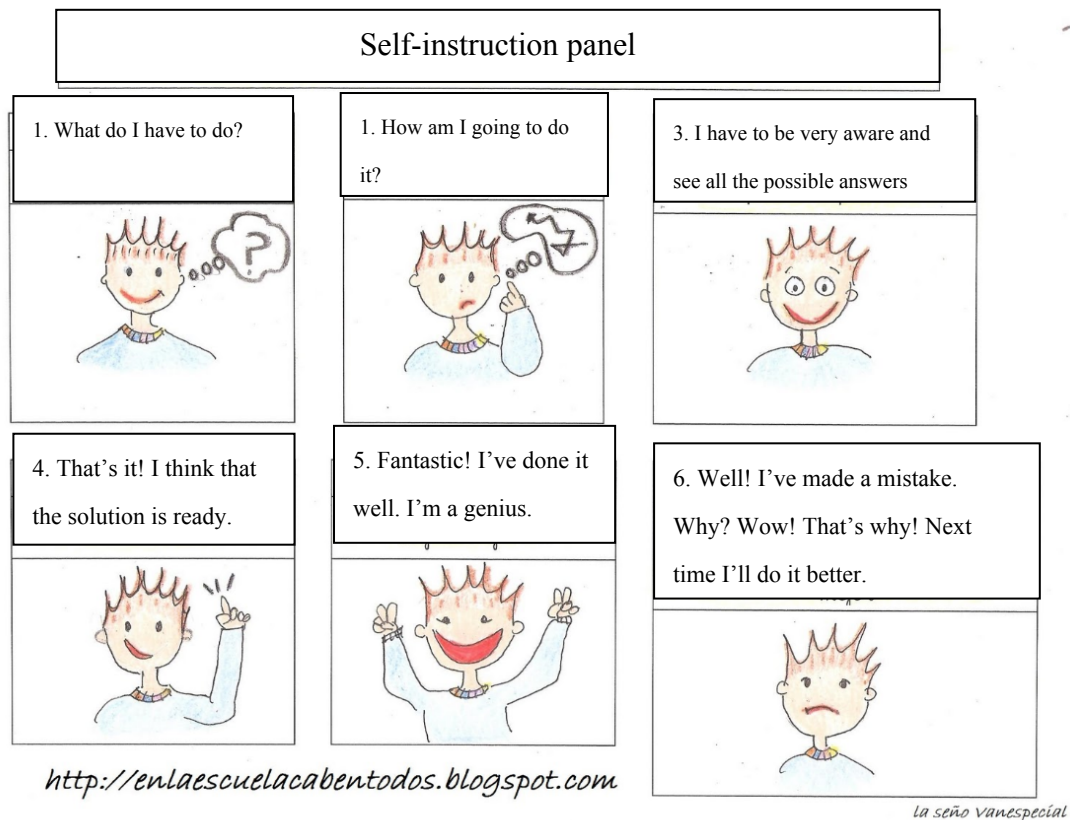 Self-instruction panel
1. What do I have to do?
1. How am I going to do
it?
3. I have to be very aware and
see all the possible answers
?
4. That's it! I think that
the solution is ready.
5. Fantastic! I've done it
well. I'm a genius.
6. Well! I've made a mistake.
Why? Wow! That's why! Next
time I'll do it better.
http://enlaescuelacabentodos.blogspot.com
la seño Vanespecial